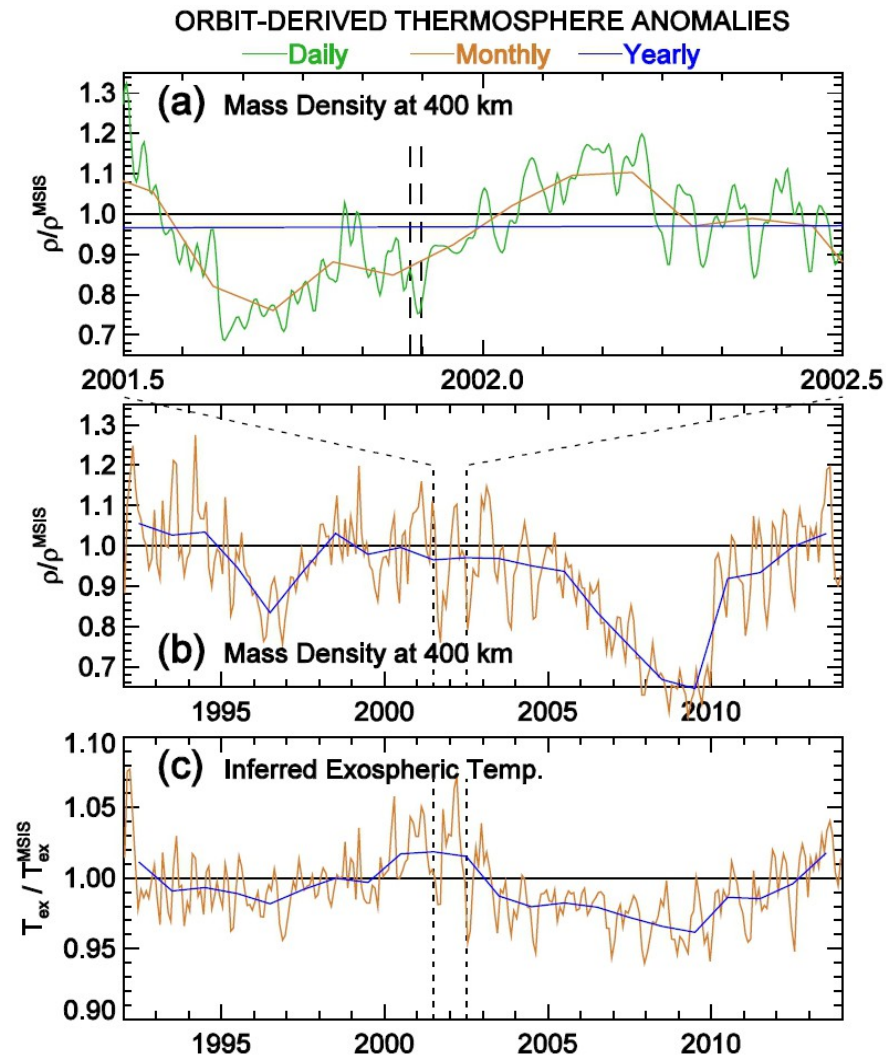 ORBIT-DERIVED THERMOSPHERE ANOMALIES
Daily Monthly Yearly
(a) Mass Density at 400 km
ρ/ρ^MSIS
1.3
1.2
1.1
1.0
0.9
0.8
0.7
2001.5 2002.0 2002.5
ρ/ρ^MSIS
1.3
1.2
1.1
1.0
0.9
0.8
0.7
(b) Mass Density at 400 km
1995 2000 2005 2010
(c) Inferred Exospheric Temp.
T_ex / T_ex^MSIS
1.10
1.05
1.00
0.95
0.90
1995 2000 2005 2010